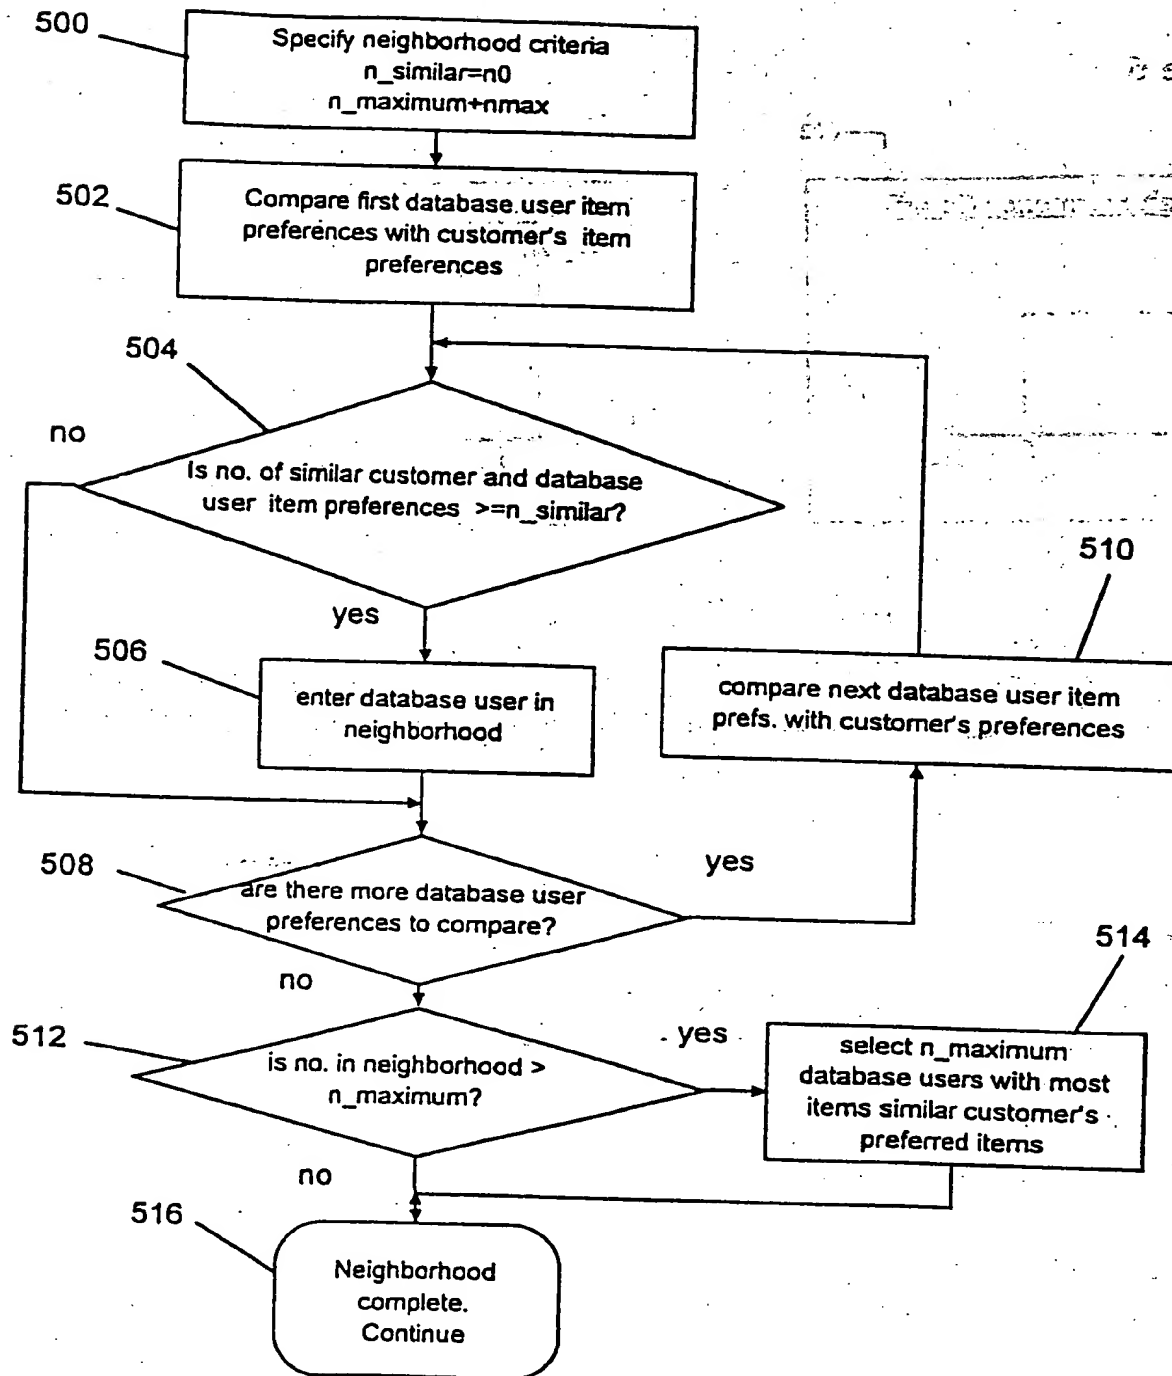 500
Specify neighborhood criteria
n_similar=n0
n_maximum+nmax
502
Compare first database user item
preferences with customer's item
preferences
504
no
Is no. of similar customer and database
user item preferences >=n_similar?
yes
506
enter database user in
neighborhood
510
compare next database user item
prefs. with customer's preferences
508
are there more database user
preferences to compare?
yes
no
512
is no. in neighborhood >
n_maximum?
yes
514
select n_maximum
database users with most
items similar customer's
preferred items
no
516
Neighborhood
complete.
Continue